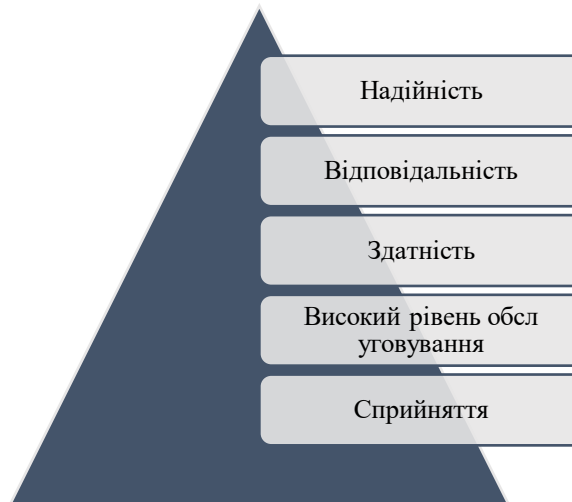 Надійність
Відповідальність
Здатність
Високий рівень обсл
уговування
Сприйняття